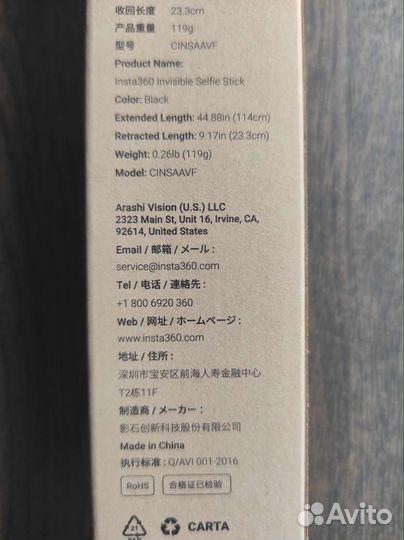 收回长度 23.3cm
产品重量 119g
型号 CINSAAVF
Product Name:
Insta360 Invisible Selfie Stick
Color: Black
Extended Length: 44.88in (114cm)
Retracted Length: 9.17in (23.3cm)
Weight: 0.26lb (119g)
Model: CINSAAVF
Arashi Vision (U.S.) LLC
2323 Main St, Unit 16, Irvine, CA,
92614, United States
Email / 邮箱 / メール :
service@insta360.com
Tel / 电话 / 連絡先 :
+1 800 6920 360
Web / 网址 / ホームページ :
www.insta360.com
地址 / 住所 :
深圳市宝安区前海人寿金融中心
T2栋11F
制造商 / メーカー :
影石创新科技股份有限公司
Made in China
执行标准 : Q/AVI 001-2016
RoHS 合格证已检验
21 CARTA
PAP
Avito